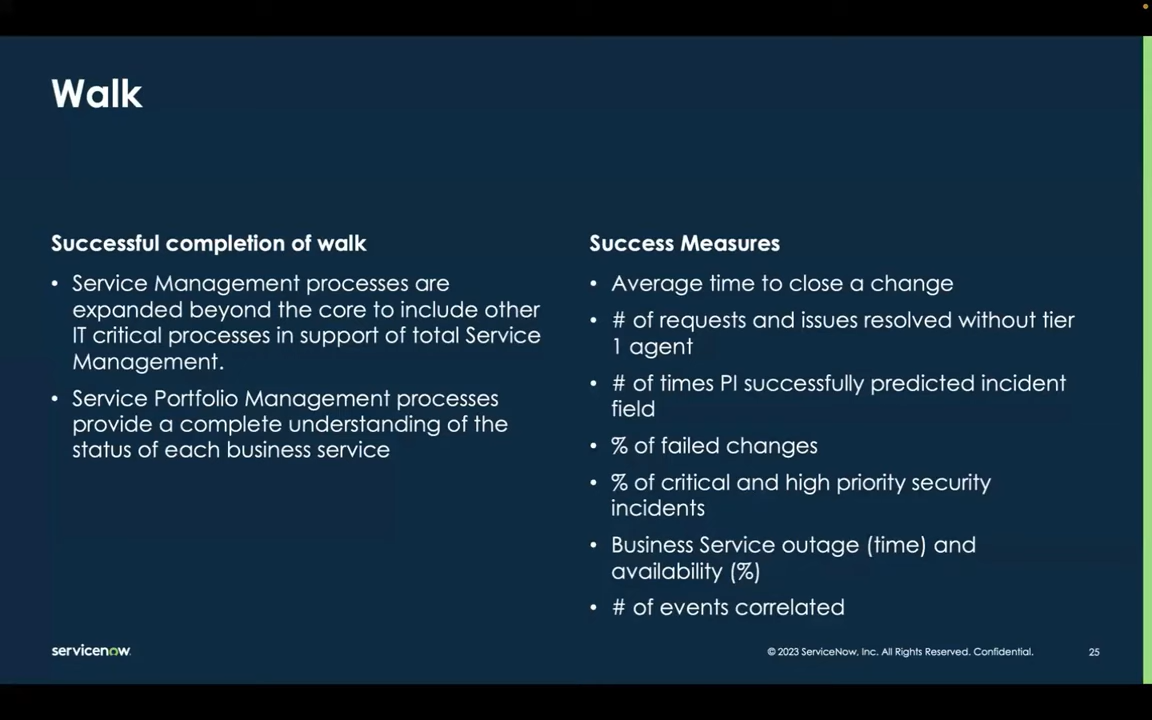 Walk
Successful completion of walk
• Service Management processes are
expanded beyond the core to include other
IT critical processes in support of total Service
Management.
• Service Portfolio Management processes
provide a complete understanding of the
status of each business service
Success Measures
• Average time to close a change
• # of requests and issues resolved without tier
1 agent
• # of times PI successfully predicted incident
field
• % of failed changes
• % of critical and high priority security
incidents
• Business Service outage (time) and
availability (%)
• # of events correlated
servicenow
© 2023 ServiceNow, Inc. All Rights Reserved. Confidential.
25